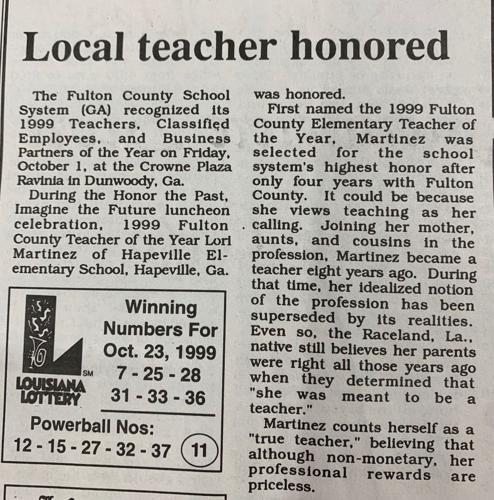 Local teacher honored
The Fulton County School
System (GA) recognized its
1999 Teachers, Classified
Employees, and Business
Partners of the Year on Friday,
October 1, at the Crowne Plaza
Ravinia in Dunwoody, Ga.
During the Honor the Past,
Imagine the Future luncheon
celebration, 1999 Fulton
County Teacher of the Year Lori
Martinez of Hapeville El-
ementary School, Hapeville, Ga.
was honored.
First named the 1999 Fulton
County Elementary Teacher of
the Year, Martinez was
selected for the school
system's highest honor after
only four years with Fulton
County. It could be because
she views teaching as her
calling. Joining her mother,
aunts, and cousins in the
profession, Martinez became a
teacher eight years ago. During
that time, her idealized notion
of the profession has been
superseded by its realities.
Even so, the Raceland, La.,
native still believes her parents
were right all those years ago
when they determined that
"she was meant to be a
teacher."
Martinez counts herself as a
"true teacher," believing that
although non-monetary, her
professional rewards are
priceless.
SM
LOUISIANA
LOTTERY
Winning
Numbers For
Oct. 23, 1999
7 - 25 - 28
31 - 33 - 36
Powerball Nos:
12 - 15 - 27 - 32 - 37 11